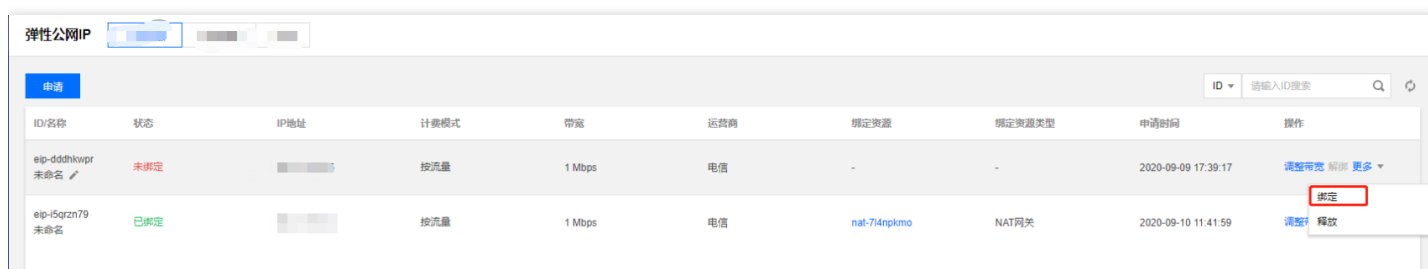 弹性公网IP
申请
ID
请输入ID搜索
ID/名称 状态 IP地址 计费模式 带宽 运营商 绑定资源 绑定资源类型 申请时间 操作
eip-dddhkwpr
未命名
未绑定 5 按流量 1 Mbps 电信 - - 2020-09-09 17:39:17 调整带宽 解绑 更多
绑定
释放
eip-i5qrzn79
未命名
已绑定 按流量 1 Mbps 电信 nat-7l4npkmo NAT网关 2020-09-10 11:41:59 调整